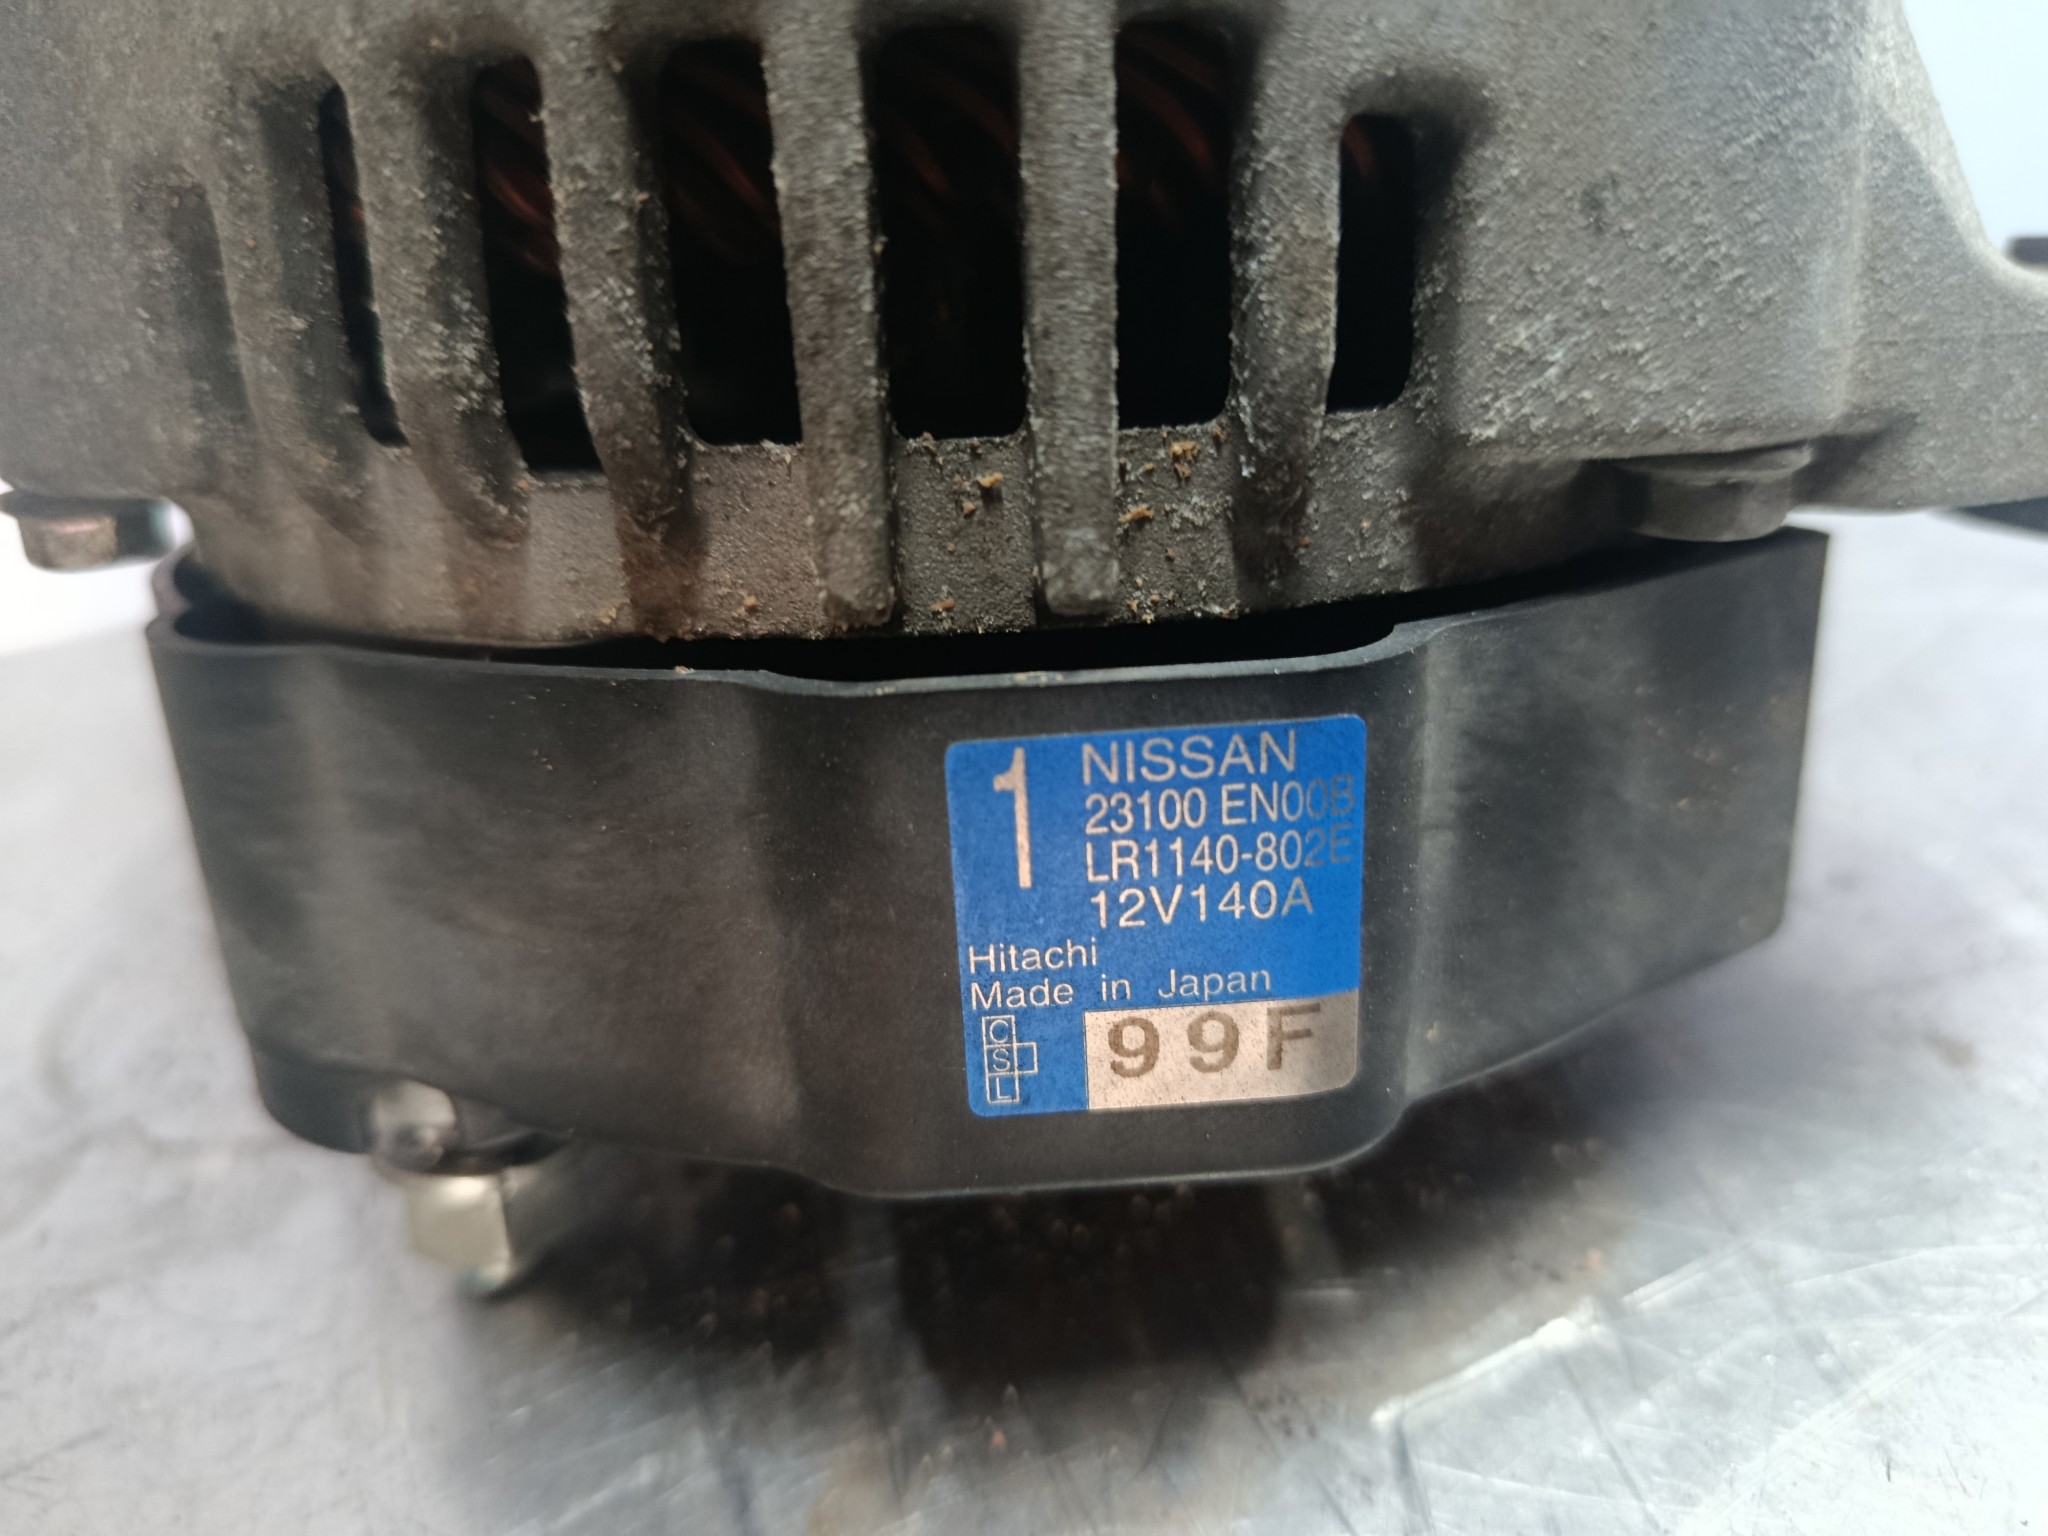 1
NISSAN
23100 EN00B
LR1140-802E
12V140A
Hitachi
Made in Japan
C
S
L
99F